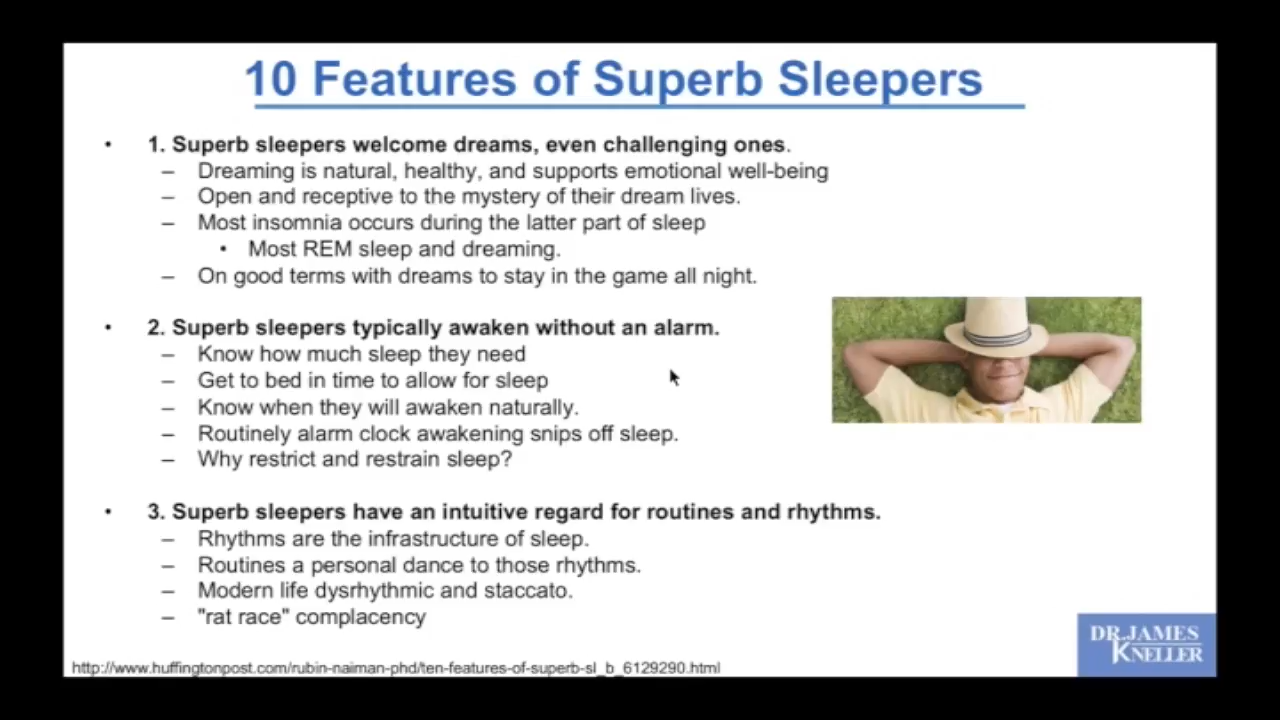 10 Features of Superb Sleepers
• 1. Superb sleepers welcome dreams, even challenging ones.
– Dreaming is natural, healthy, and supports emotional well-being
– Open and receptive to the mystery of their dream lives.
– Most insomnia occurs during the latter part of sleep
• Most REM sleep and dreaming.
– On good terms with dreams to stay in the game all night.
• 2. Superb sleepers typically awaken without an alarm.
– Know how much sleep they need
– Get to bed in time to allow for sleep
– Know when they will awaken naturally.
– Routinely alarm clock awakening snips off sleep.
– Why restrict and restrain sleep?
• 3. Superb sleepers have an intuitive regard for routines and rhythms.
– Rhythms are the infrastructure of sleep.
– Routines a personal dance to those rhythms.
– Modern life dysrhythmic and staccato.
– "rat race" complacency
DR.JAMES
KNELLER
http://www.huffingtonpost.com/rubin-naiman-phd/ten-features-of-superb-sl_b_6129290.html